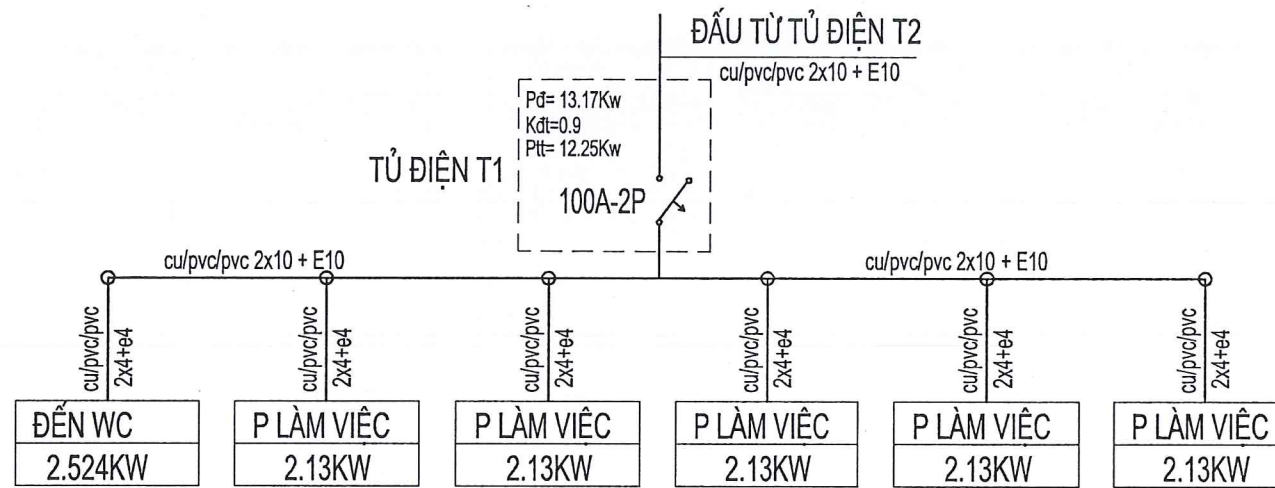 ĐẤU TỪ TỦ ĐIỆN T2
cu/pvc/pvc 2x10 + E10
Pđ= 13.17Kw
Kđt=0.9
Ptt= 12.25Kw
TỦ ĐIỆN T1
100A-2P
cu/pvc/pvc 2x10 + E10
cu/pvc/pvc 2x10 + E10
cu/pvc/pvc
2x4+e4
cu/pvc/pvc
2x4+e4
cu/pvc/pvc
2x4+e4
cu/pvc/pvc
2x4+e4
cu/pvc/pvc
2x4+e4
cu/pvc/pvc
2x4+e4
ĐẾN WC
2.524KW
P LÀM VIỆC
2.13KW
P LÀM VIỆC
2.13KW
P LÀM VIỆC
2.13KW
P LÀM VIỆC
2.13KW
P LÀM VIỆC
2.13KW